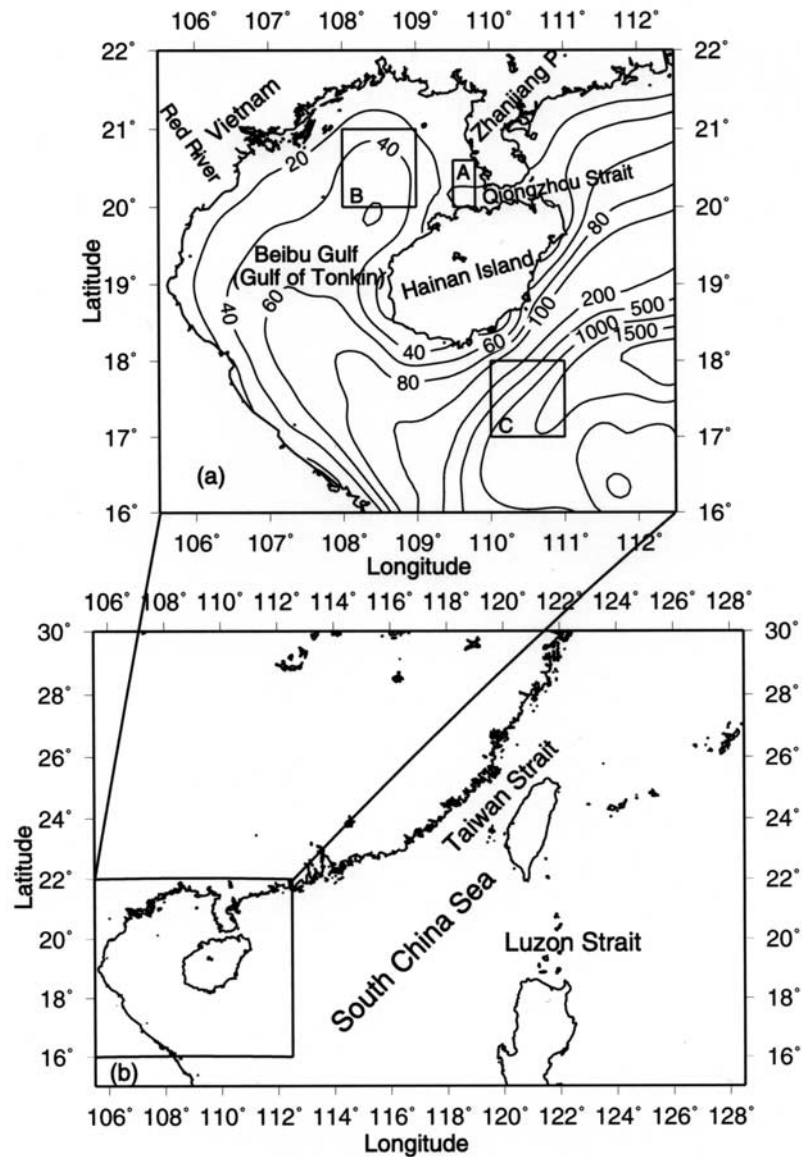 106˚ 107˚ 108˚ 109˚ 110˚ 111˚ 112˚
22˚ 22˚
21˚ 21˚
20˚ 20˚
19˚ 19˚
18˚ 18˚
17˚ 17˚
16˚ 16˚
Latitude
Vietnam
Red River
Zhanjiang P.
20
40
A
B
Qiongzhou Strait
80
Beibu Gulf
(Gulf of Tonkin)
Hainan Island
40
60
100
200
500
1000
1500
60
40
80
C
(a)
106˚ 107˚ 108˚ 109˚ 110˚ 111˚ 112˚
Longitude
106˚ 108˚ 110˚ 112˚ 114˚ 116˚ 118˚ 120˚ 122˚ 124˚ 126˚ 128˚
30˚ 30˚
28˚ 28˚
26˚ 26˚
24˚ 24˚
22˚ 22˚
20˚ 20˚
18˚ 18˚
16˚ 16˚
Latitude
Taiwan Strait
South China Sea
Luzon Strait
(b)
106˚ 108˚ 110˚ 112˚ 114˚ 116˚ 118˚ 120˚ 122˚ 124˚ 126˚ 128˚
Longitude